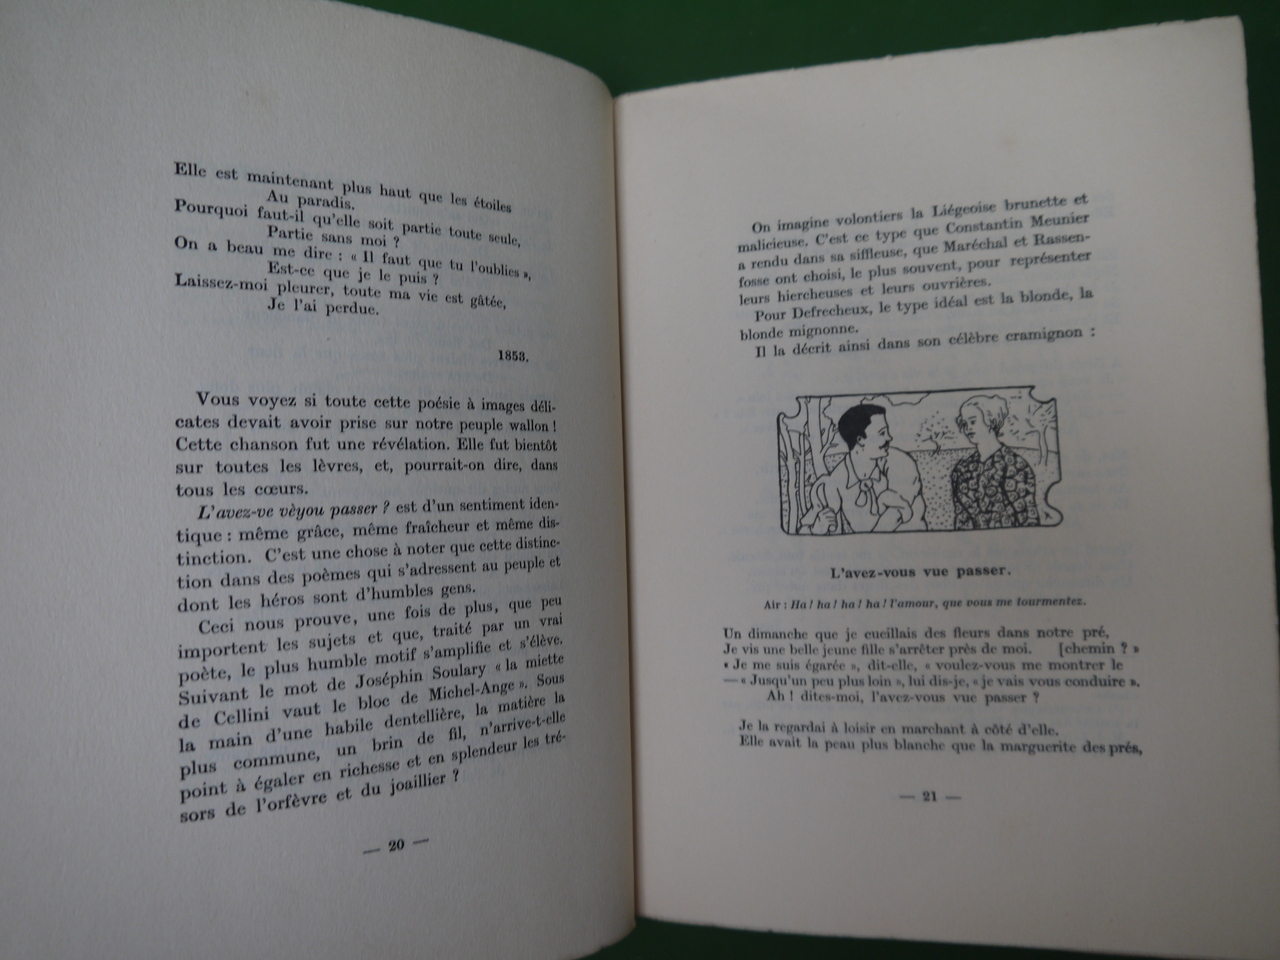 Elle est maintenant plus haut que les étoiles
Au paradis.
Pourquoi faut-il qu'elle soit partie toute seule,
Partie sans moi ?
On a beau me dire : « Il faut que tu l'oublies »,
Est-ce que je le puis ?
Laissez-moi pleurer, toute ma vie est gâtée,
Je l'ai perdue.
1853.
Vous voyez si toute cette poésie à images déli-
cates devait avoir prise sur notre peuple wallon !
Cette chanson fut une révélation. Elle fut bientôt
sur toutes les lèvres, et, pourrait-on dire, dans
tous les cœurs.
L'avez-ve vèyou passer ? est d'un sentiment iden-
tique : même grâce, même fraîcheur et même dis-
tinction. C'est une chose à noter que cette distinc-
tion dans des poèmes qui s'adressent au peuple et
dont les héros sont d'humbles gens.
Ceci nous prouve, une fois de plus, que peu
importent les sujets et que, traité par un vrai
poète, le plus humble motif s'amplifie et s'élève.
Suivant le mot de Joséphin Soulary « la miette
de Cellini vaut le bloc de Michel-Ange ». Sous
la main d'une habile dentellière, la matière la
plus commune, un brin de fil, n'arrive-t-elle
point à égaler en richesse et en splendeur les tré-
sors de l'orfèvre et du joaillier ?
— 20 —
On imagine volontiers la Liégeoise brunette et
malicieuse. C'est ce type que Constantin Meunier
a rendu dans sa siffleuse, que Maréchal et Rassen-
fosse ont choisi, le plus souvent, pour représenter
leurs hiercheuses et leurs ouvrières.
Pour Defrecheux, le type idéal est la blonde, la
blonde mignonne.
Il la décrit ainsi dans son célèbre cramignon :
L'avez-vous vue passer.
Air : Ha ! ha ! ha ! ha ! l'amour, que vous me tourmentez.
Un dimanche que je cueillais des fleurs dans notre pré,
Je vis une belle jeune fille s'arrêter près de moi. [chemin ? »
« Je me suis égarée », dit-elle, « voulez-vous me montrer le
— « Jusqu'un peu plus loin », lui dis-je, « je vais vous conduire ».
Ah ! dites-moi, l'avez-vous vue passer ?
Je la regardai à loisir en marchant à côté d'elle.
Elle avait la peau plus blanche que la marguerite des prés,
— 21 —